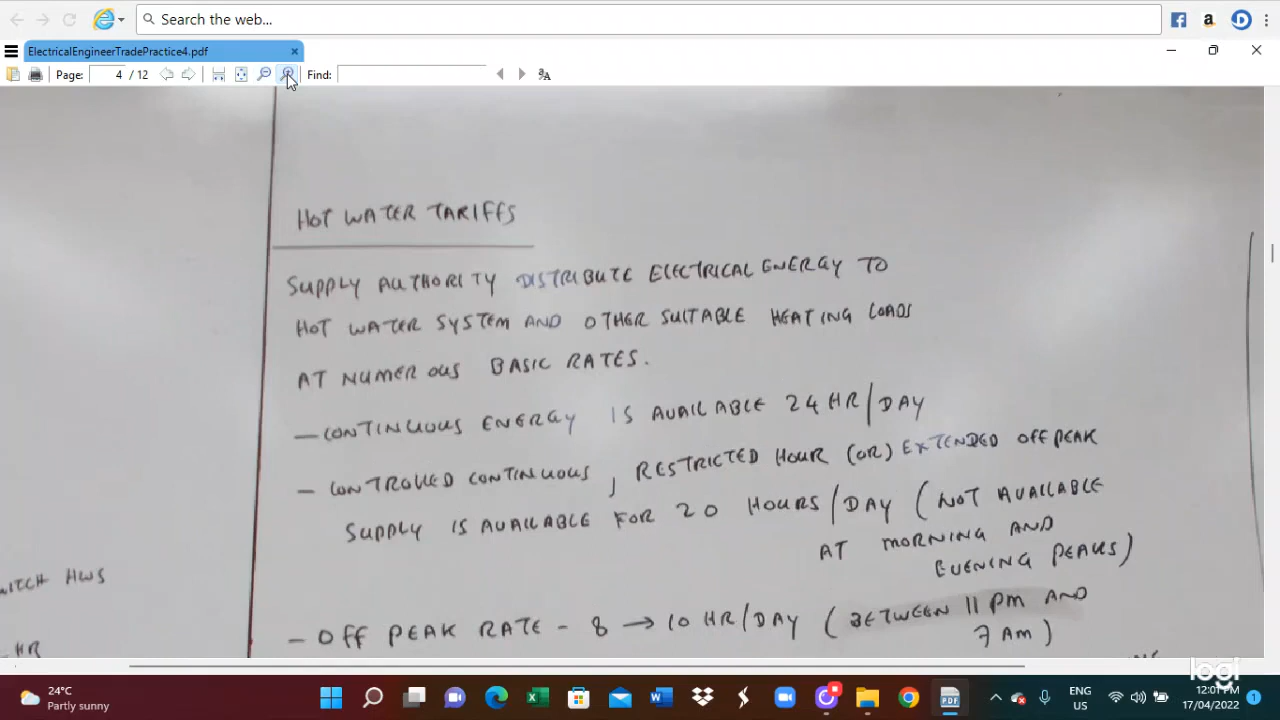 Search the web...
ElectricalEngineerTradePractice4.pdf
Page: 4 / 12 Find:
HOT WATER TARIFFS
SUPPLY AUTHORITY DISTRIBUTE ELECTRICAL ENERGY TO
HOT WATER SYSTEM AND OTHER SUITABLE HEATING LOADS
AT NUMEROUS BASIC RATES.
— CONTINUOUS ENERGY IS AVAILABLE 24 HR/DAY
— CONTROLLED CONTINUOUS, RESTRICTED HOUR (OR) EXTENDED OFF PEAK
SUPPLY IS AVAILABLE FOR 20 HOURS/DAY (NOT AVAILABLE
AT MORNING AND
EVENING PEAKS)
— OFF PEAK RATE - 8 → 10 HR/DAY (BETWEEN 11 PM AND
7 AM)
HWS
- HR
logi
24°C
Partly sunny
ENG
US
12:01 PM
17/04/2022
1